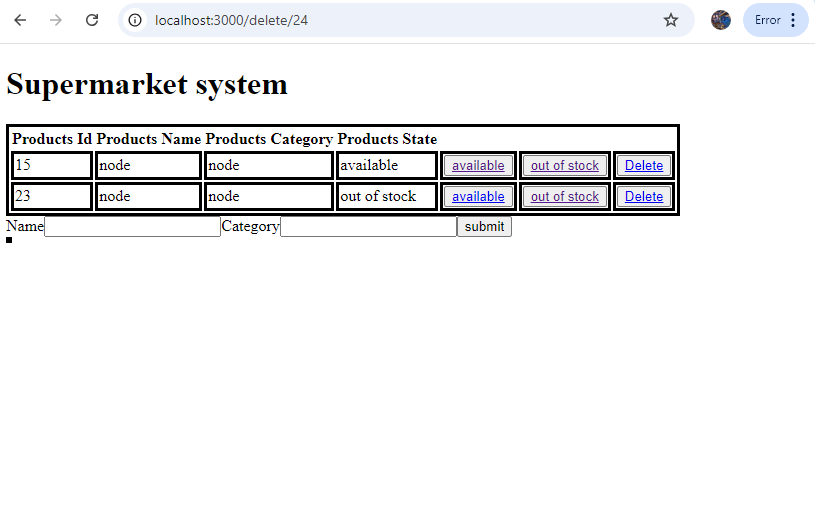 localhost:3000/delete/24
Error
Supermarket system
Products Id Products Name Products Category Products State
15 node node available available out of stock Delete
23 node node out of stock available out of stock Delete
Name Category submit